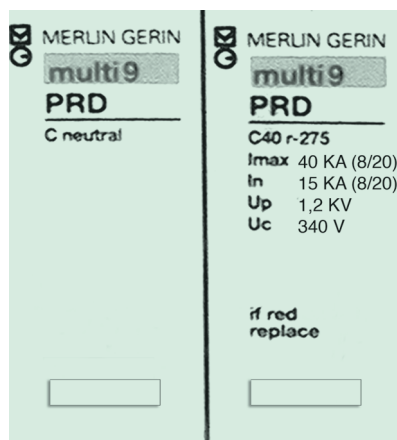 MERLIN GERIN
multi 9
PRD
C neutral
MERLIN GERIN
multi 9
PRD
C40 r-275
Imax 40 KA (8/20)
In 15 KA (8/20)
Up 1,2 KV
Uc 340 V
if red
replace